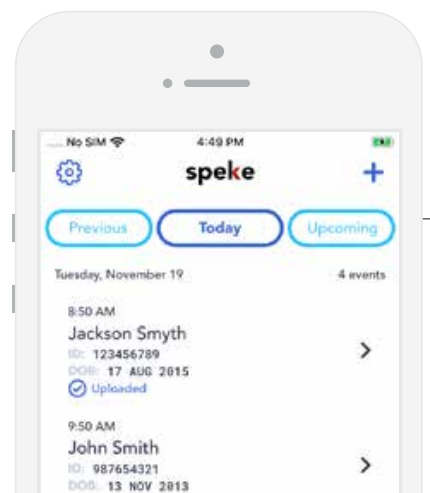 No SIM 4:49 PM
speke
Previous Today Upcoming
Tuesday, November 19 4 events
8:50 AM
Jackson Smyth
ID: 123456789
DOB: 17 AUG 2015
Uploaded
9:50 AM
John Smith
ID: 987654321
DOB: 13 NOV 2013